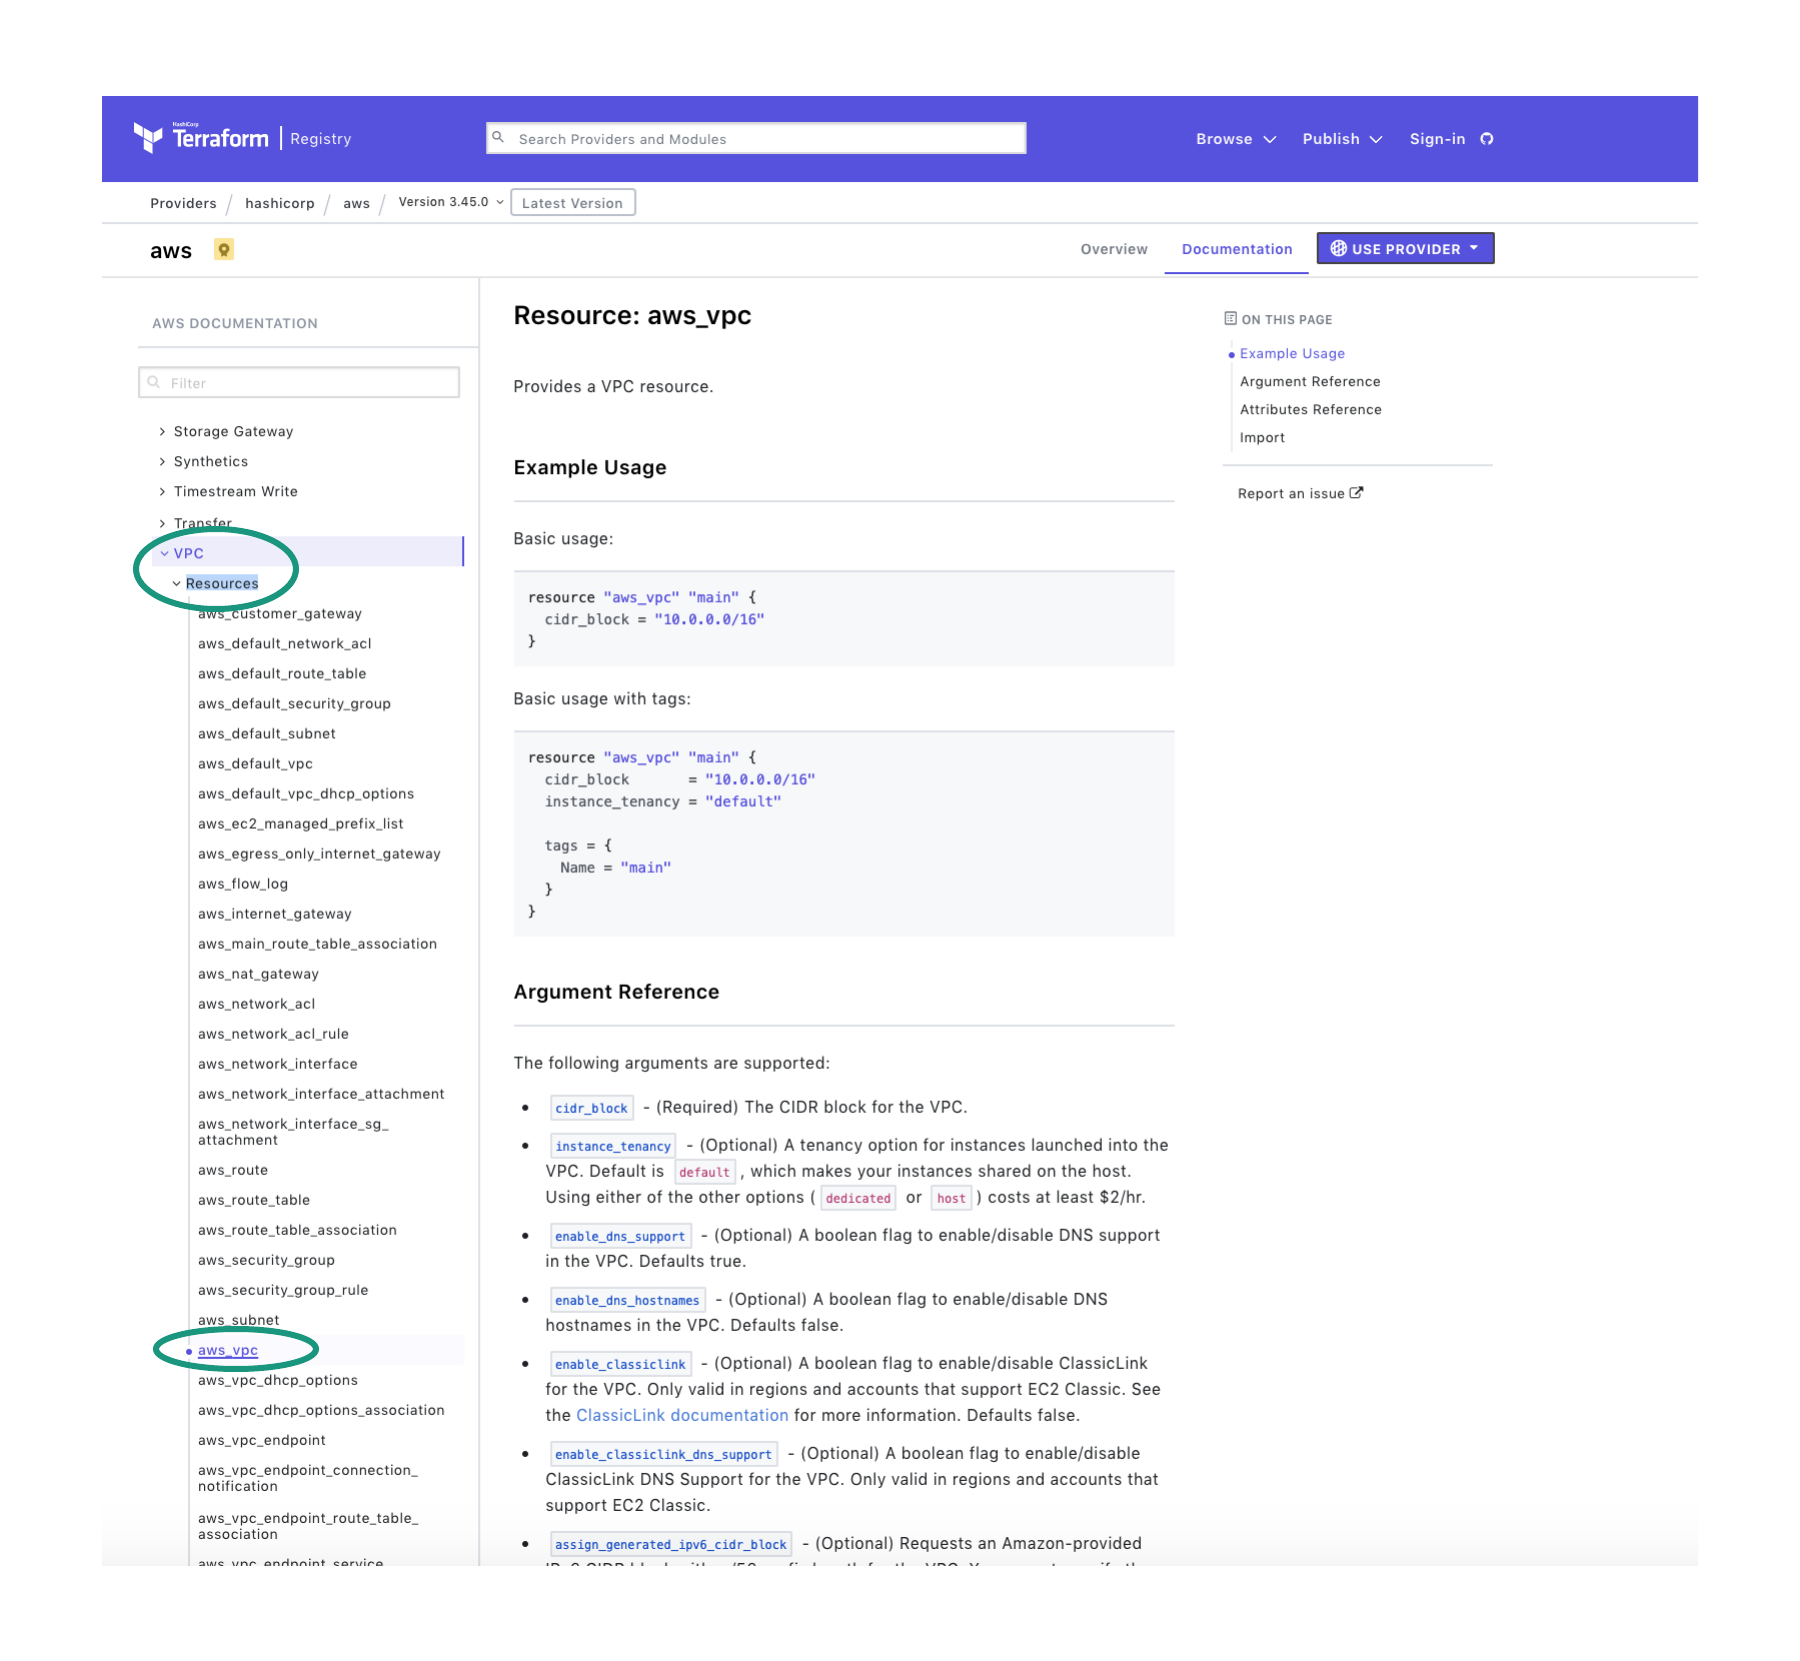 HashiCorp
Terraform | Registry
Search Providers and Modules
Browse
Publish
Sign-in
Providers / hashicorp / aws / Version 3.45.0 Latest Version
aws
Overview
Documentation
USE PROVIDER
AWS DOCUMENTATION
Filter
Storage Gateway
Synthetics
Timestream Write
Transfer
VPC
Resources
aws_customer_gateway
aws_default_network_acl
aws_default_route_table
aws_default_security_group
aws_default_subnet
aws_default_vpc
aws_default_vpc_dhcp_options
aws_ec2_managed_prefix_list
aws_egress_only_internet_gateway
aws_flow_log
aws_internet_gateway
aws_main_route_table_association
aws_nat_gateway
aws_network_acl
aws_network_acl_rule
aws_network_interface
aws_network_interface_attachment
aws_network_interface_sg_
attachment
aws_route
aws_route_table
aws_route_table_association
aws_security_group
aws_security_group_rule
aws_subnet
aws_vpc
aws_vpc_dhcp_options
aws_vpc_dhcp_options_association
aws_vpc_endpoint
aws_vpc_endpoint_connection_
notification
aws_vpc_endpoint_route_table_
association
aws_vpc_endpoint_service
Resource: aws_vpc
Provides a VPC resource.
Example Usage
Basic usage:
resource "aws_vpc" "main" {
cidr_block = "10.0.0.0/16"
}
Basic usage with tags:
resource "aws_vpc" "main" {
cidr_block       = "10.0.0.0/16"
instance_tenancy = "default"
tags = {
Name = "main"
}
}
Argument Reference
The following arguments are supported:
• cidr_block - (Required) The CIDR block for the VPC.
• instance_tenancy - (Optional) A tenancy option for instances launched into the
VPC. Default is default , which makes your instances shared on the host.
Using either of the other options ( dedicated or host ) costs at least $2/hr.
• enable_dns_support - (Optional) A boolean flag to enable/disable DNS support
in the VPC. Defaults true.
• enable_dns_hostnames - (Optional) A boolean flag to enable/disable DNS
hostnames in the VPC. Defaults false.
• enable_classiclink - (Optional) A boolean flag to enable/disable ClassicLink
for the VPC. Only valid in regions and accounts that support EC2 Classic. See
the ClassicLink documentation for more information. Defaults false.
• enable_classiclink_dns_support - (Optional) A boolean flag to enable/disable
ClassicLink DNS Support for the VPC. Only valid in regions and accounts that
support EC2 Classic.
• assign_generated_ipv6_cidr_block - (Optional) Requests an Amazon-provided
ON THIS PAGE
Example Usage
Argument Reference
Attributes Reference
Import
Report an issue